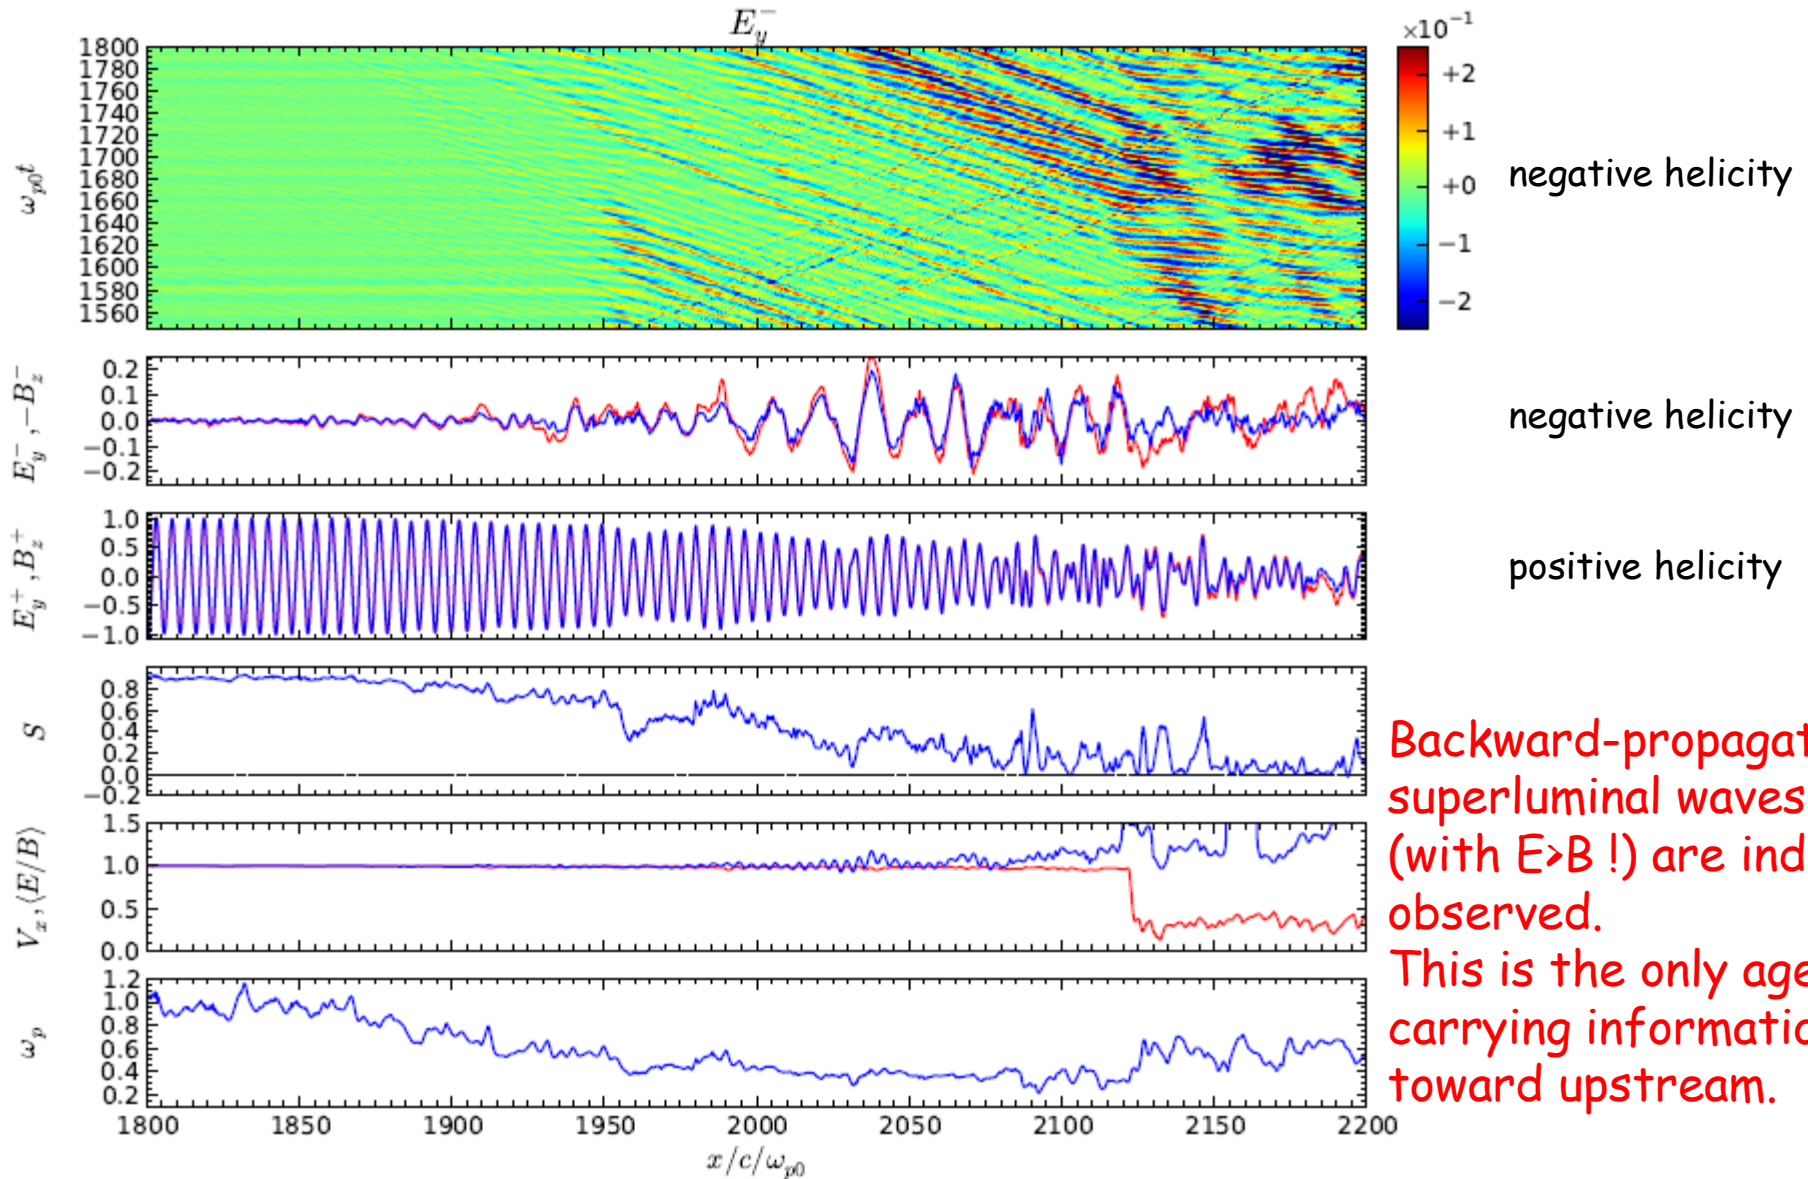 E_y^-
×10^-1
1800
1780
1760
1740
1720
1700
1680
1660
1640
1620
1600
1580
1560
ω_p0 t
+2
+1
+0
−1
−2
negative helicity
0.2
0.1
0.0
−0.1
−0.2
E_y^-, −B_z^-
negative helicity
1.0
0.5
0.0
−0.5
−1.0
E_y^+, B_z^+
positive helicity
0.8
0.6
0.4
0.2
0.0
−0.2
S
1.5
1.0
0.5
0.0
V_x, ⟨E/B⟩
1.2
1.0
0.8
0.6
0.4
0.2
ω_p
1800 1850 1900 1950 2000 2050 2100 2150 2200
x/c/ω_p0
Backward-propagat
superluminal waves
(with E>B !) are ind
observed.
This is the only age
carrying informatio
toward upstream.